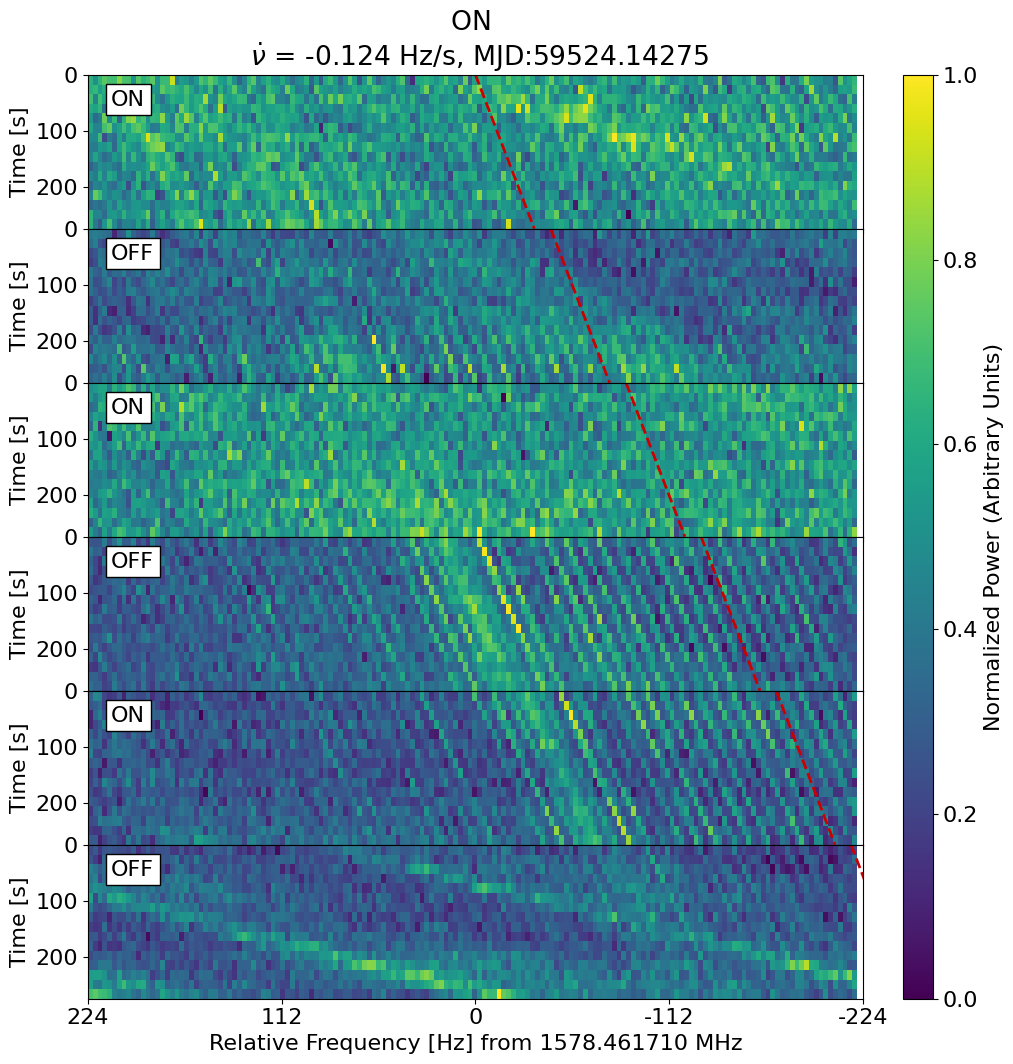 ON
ν̇ = -0.124 Hz/s, MJD:59524.14275
0
100
200
Time [s]
ON
0
100
200
Time [s]
OFF
0
100
200
Time [s]
ON
0
100
200
Time [s]
OFF
0
100
200
Time [s]
ON
0
100
200
Time [s]
OFF
224 112 0 -112 -224
Relative Frequency [Hz] from 1578.461710 MHz
1.0
0.8
0.6
0.4
0.2
0.0
Normalized Power (Arbitrary Units)